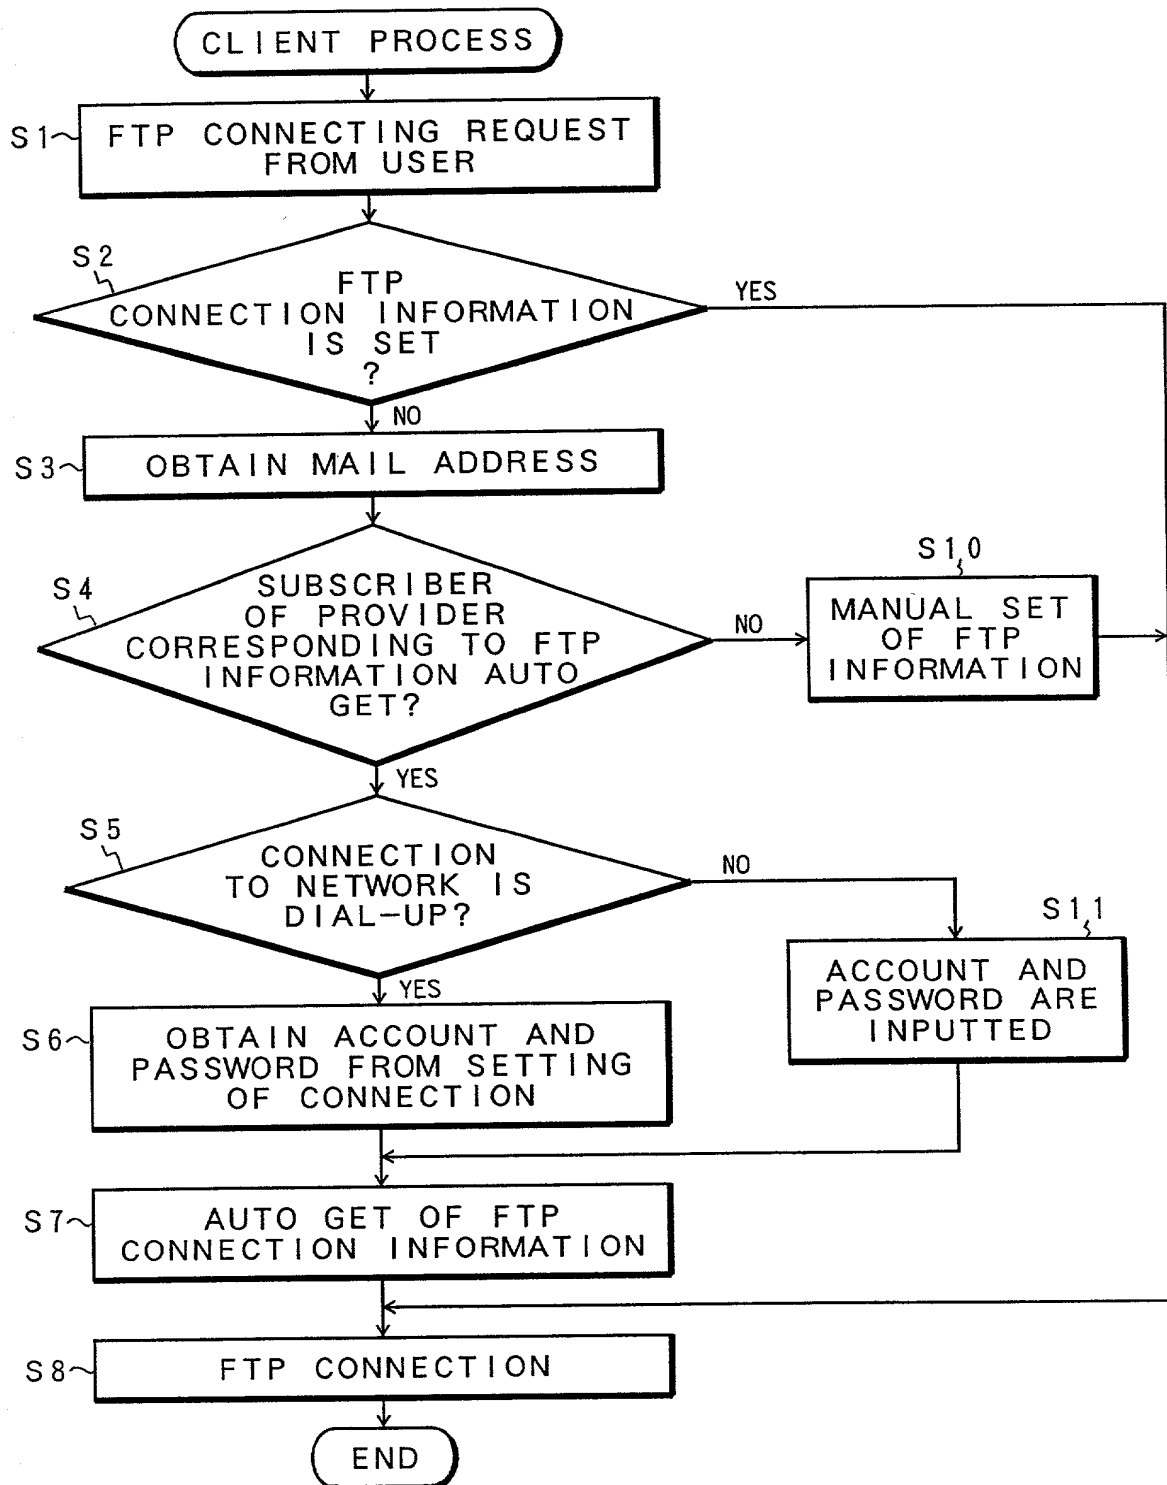 CLIENT PROCESS
S1
FTP CONNECTING REQUEST
FROM USER
S2
FTP
CONNECTION INFORMATION
IS SET
?
YES
NO
S3
OBTAIN MAIL ADDRESS
S4
SUBSCRIBER
OF PROVIDER
CORRESPONDING TO FTP
INFORMATION AUTO
GET?
NO
S10
MANUAL SET
OF FTP
INFORMATION
YES
S5
CONNECTION
TO NETWORK IS
DIAL-UP?
NO
S11
ACCOUNT AND
PASSWORD ARE
INPUTTED
YES
S6
OBTAIN ACCOUNT AND
PASSWORD FROM SETTING
OF CONNECTION
S7
AUTO GET OF FTP
CONNECTION INFORMATION
S8
FTP CONNECTION
END